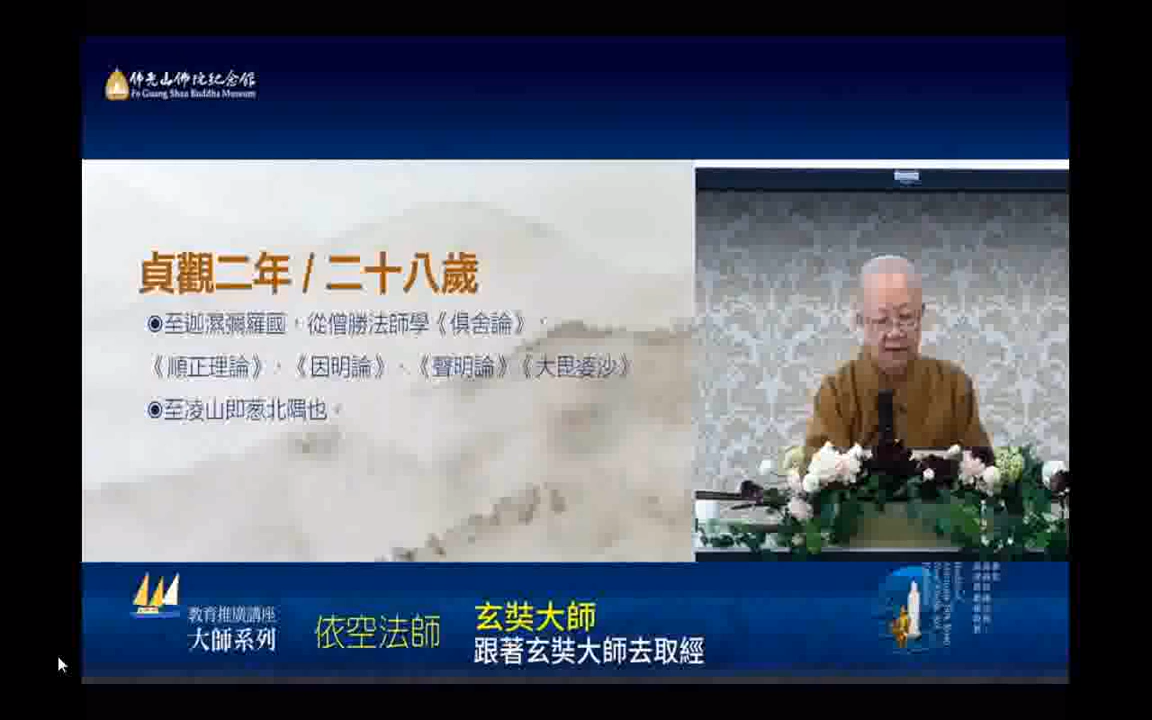 佛光山佛陀紀念館
Fo Guang Shan Buddha Museum
貞觀二年 / 二十八歲
◉至迦濕彌羅國，從僧勝法師學《俱舍論》、
《順正理論》、《因明論》、《聲明論》《大毘婆沙》
◉至凌山即葱北隅也。
教育推廣講座
大師系列
依空法師
玄奘大師
跟著玄奘大師去取經